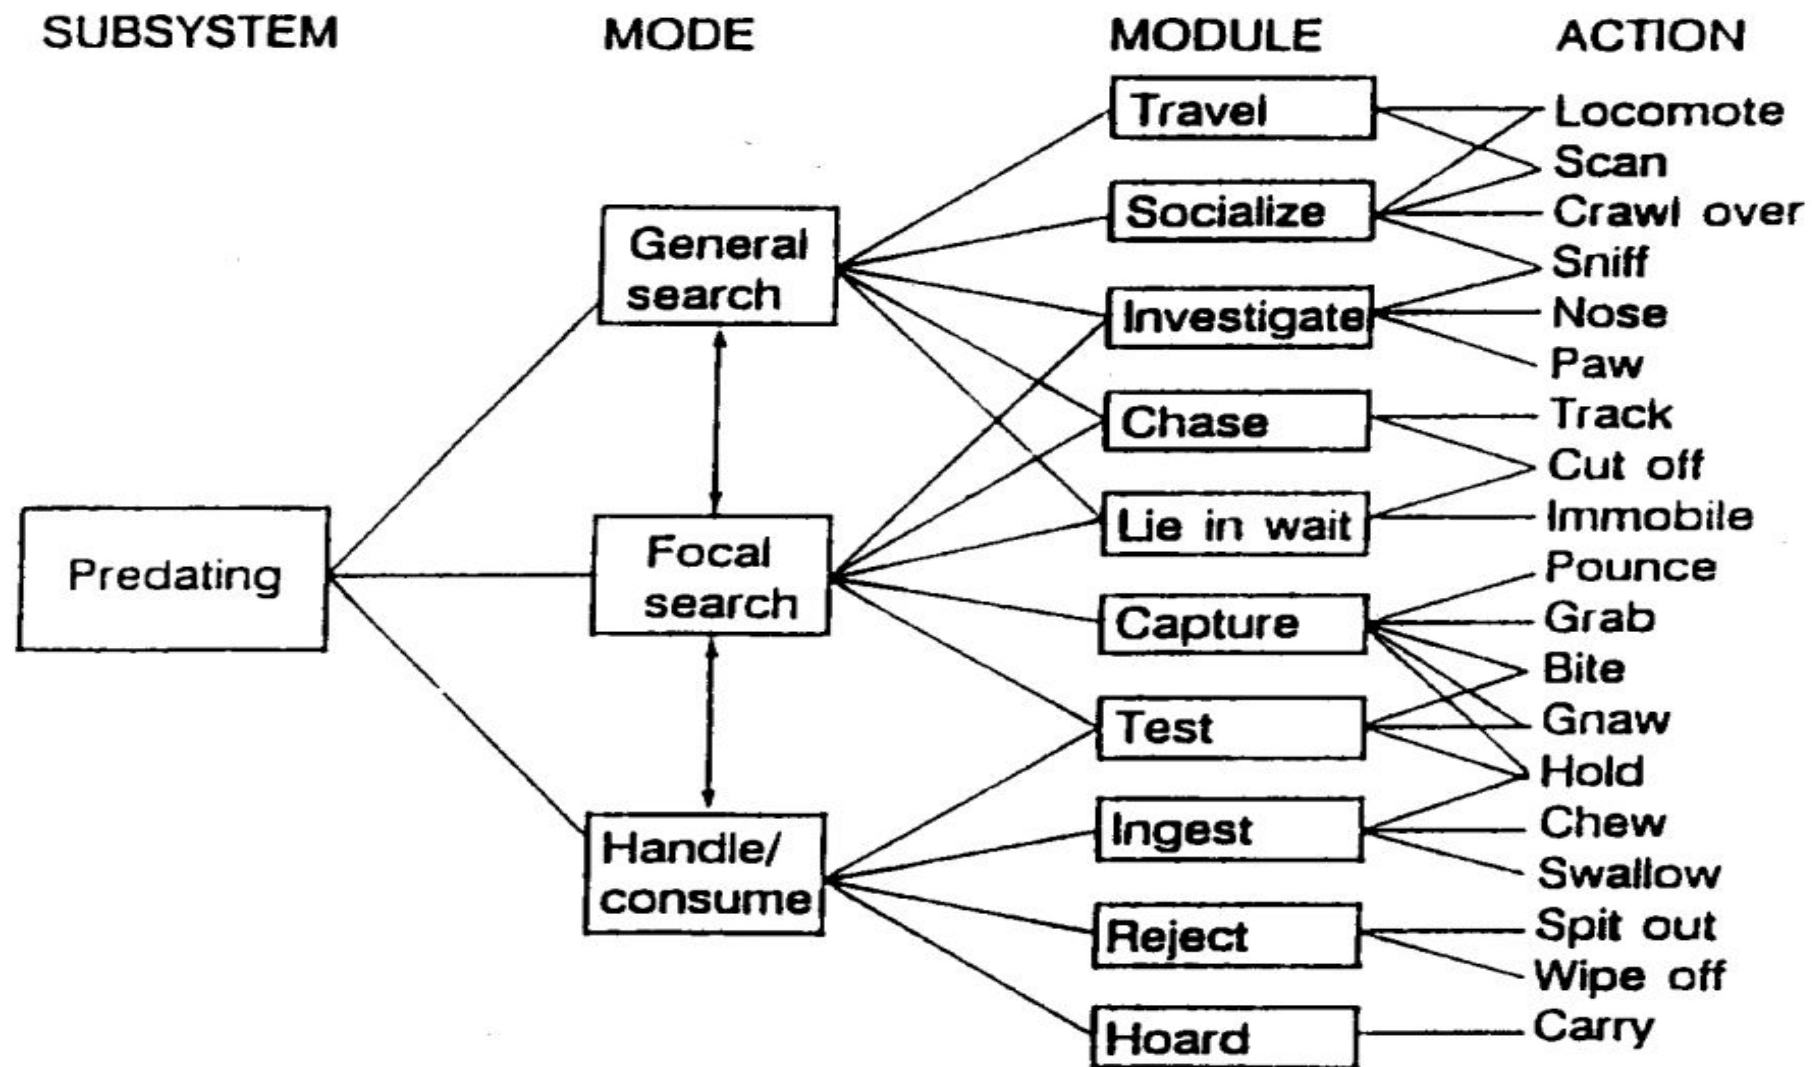 SUBSYSTEM MODE MODULE ACTION
Predating
General
search
Focal
search
Handle/
consume
Travel
Socialize
Investigate
Chase
Lie in wait
Capture
Test
Ingest
Reject
Hoard
Locomote
Scan
Crawl over
Sniff
Nose
Paw
Track
Cut off
Immobile
Pounce
Grab
Bite
Gnaw
Hold
Chew
Swallow
Spit out
Wipe off
Carry